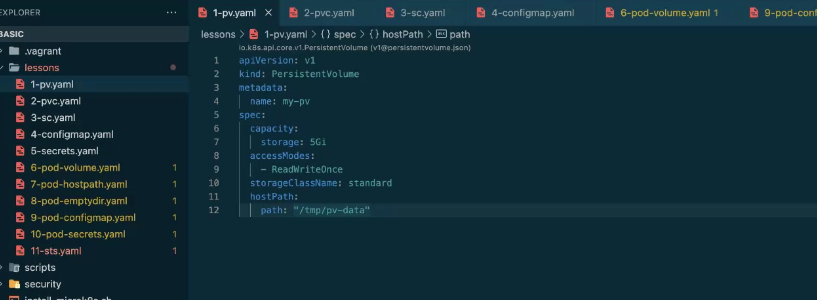 EXPLORER
BASIC
.vagrant
lessons
1-pv.yaml
2-pvc.yaml
3-sc.yaml
4-configmap.yaml
5-secrets.yaml
6-pod-volume.yaml 1
7-pod-hostpath.yaml 1
8-pod-emptydir.yaml 1
9-pod-configmap.yaml 1
10-pod-secrets.yaml 1
11-sts.yaml 1
scripts
security
install_microk8s.sh
1-pv.yaml 2-pvc.yaml 3-sc.yaml 4-configmap.yaml 6-pod-volume.yaml 1 9-pod-conf
lessons > 1-pv.yaml > {} spec > {} hostPath > path
io.k8s.api.core.v1.PersistentVolume (v1@persistentvolume.json)
1 apiVersion: v1
2 kind: PersistentVolume
3 metadata:
4 name: my-pv
5 spec:
6 capacity:
7 storage: 5Gi
8 accessModes:
9 - ReadWriteOnce
10 storageClassName: standard
11 hostPath:
12 path: "/tmp/pv-data"